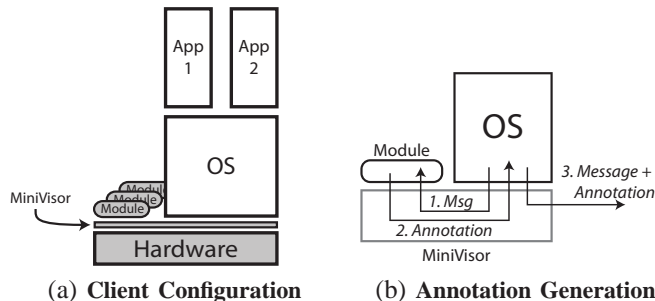 App
1
App
2
OS
Module
Module
Module
MiniVisor
Hardware
(a) Client Configuration
OS
Module
1. Msg
2. Annotation
3. Message +
Annotation
MiniVisor
(b) Annotation Generation